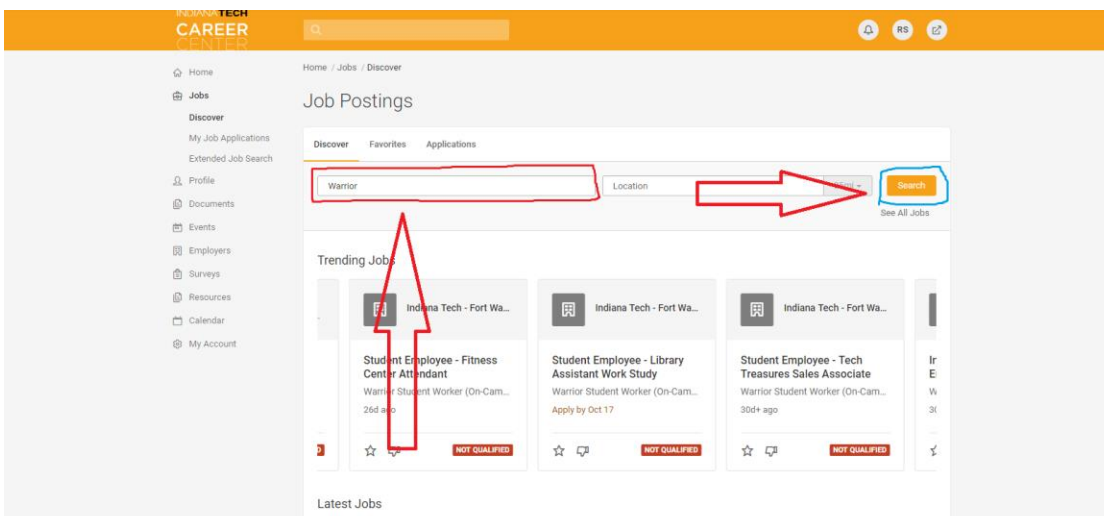 INDIANA TECH
CAREER
CENTER
RS
Home
Jobs
Discover
My Job Applications
Extended Job Search
Profile
Documents
Events
Employers
Surveys
Resources
Calendar
My Account
Home / Jobs / Discover
Job Postings
Discover Favorites Applications
Warrior
Location
Search
See All Jobs
Trending Jobs
Indiana Tech - Fort Wa...
Student Employee - Fitness
Center Attendant
Warrior Student Worker (On-Cam...
26d ago
NOT QUALIFIED
Indiana Tech - Fort Wa...
Student Employee - Library
Assistant Work Study
Warrior Student Worker (On-Cam...
Apply by Oct 17
NOT QUALIFIED
Indiana Tech - Fort Wa...
Student Employee - Tech
Treasures Sales Associate
Warrior Student Worker (On-Cam...
30d+ ago
NOT QUALIFIED
Latest Jobs